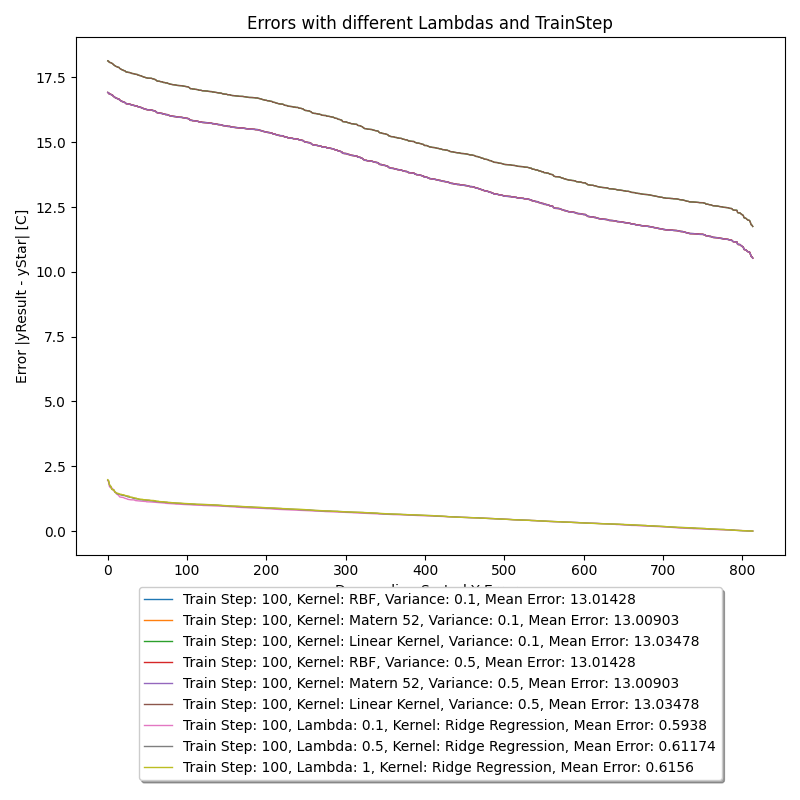 Errors with different Lambdas and TrainStep
Error |yResult - yStar| [C]
17.5
15.0
12.5
10.0
7.5
5.0
2.5
0.0
0 100 200 300 400 500 600 700 800
Train Step: 100, Kernel: RBF, Variance: 0.1, Mean Error: 13.01428
Train Step: 100, Kernel: Matern 52, Variance: 0.1, Mean Error: 13.00903
Train Step: 100, Kernel: Linear Kernel, Variance: 0.1, Mean Error: 13.03478
Train Step: 100, Kernel: RBF, Variance: 0.5, Mean Error: 13.01428
Train Step: 100, Kernel: Matern 52, Variance: 0.5, Mean Error: 13.00903
Train Step: 100, Kernel: Linear Kernel, Variance: 0.5, Mean Error: 13.03478
Train Step: 100, Lambda: 0.1, Kernel: Ridge Regression, Mean Error: 0.5938
Train Step: 100, Lambda: 0.5, Kernel: Ridge Regression, Mean Error: 0.61174
Train Step: 100, Lambda: 1, Kernel: Ridge Regression, Mean Error: 0.6156